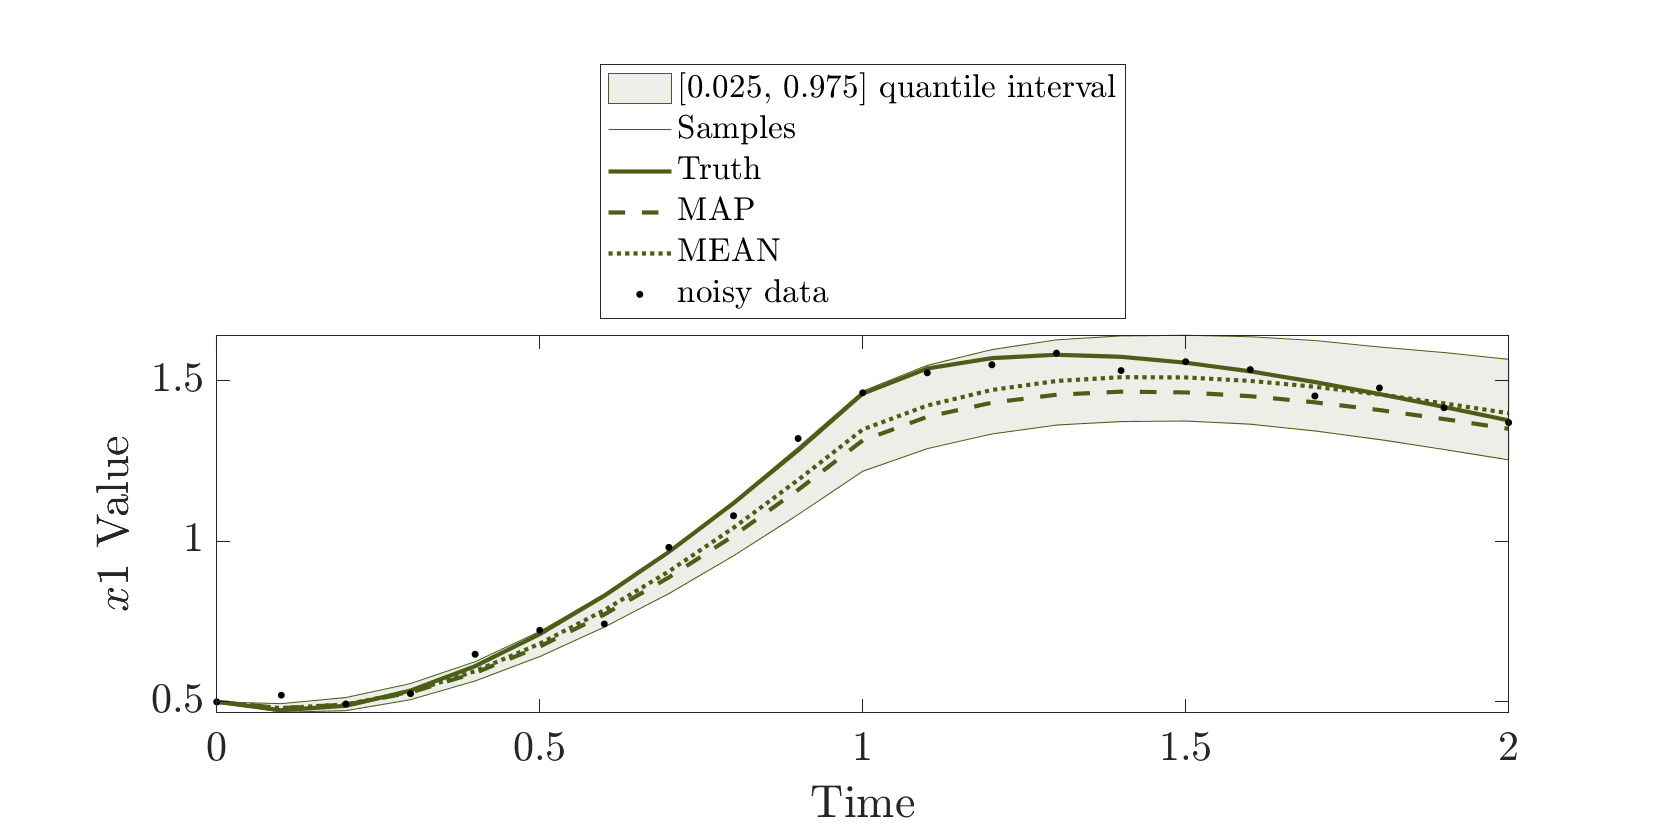 [0.025, 0.975] quantile interval
Samples
Truth
MAP
MEAN
noisy data
1.5
1
0.5
x1 Value
0 0.5 1 1.5 2
Time